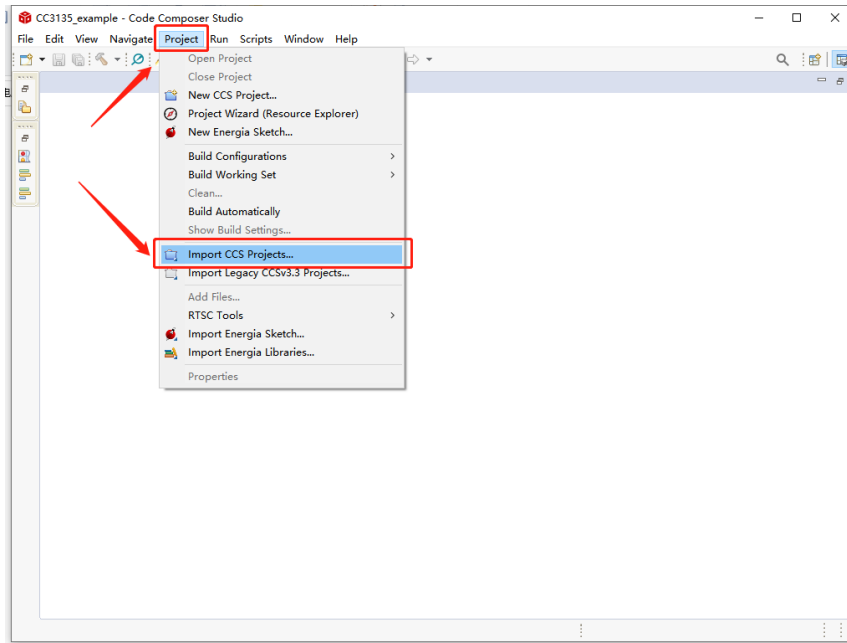 CC3135_example - Code Composer Studio
File Edit View Navigate Project Run Scripts Window Help
Open Project
Close Project
New CCS Project...
Project Wizard (Resource Explorer)
New Energia Sketch...
Build Configurations
Build Working Set
Clean...
Build Automatically
Show Build Settings...
Import CCS Projects...
Import Legacy CCSv3.3 Projects...
Add Files...
RTSC Tools
Import Energia Sketch...
Import Energia Libraries...
Properties